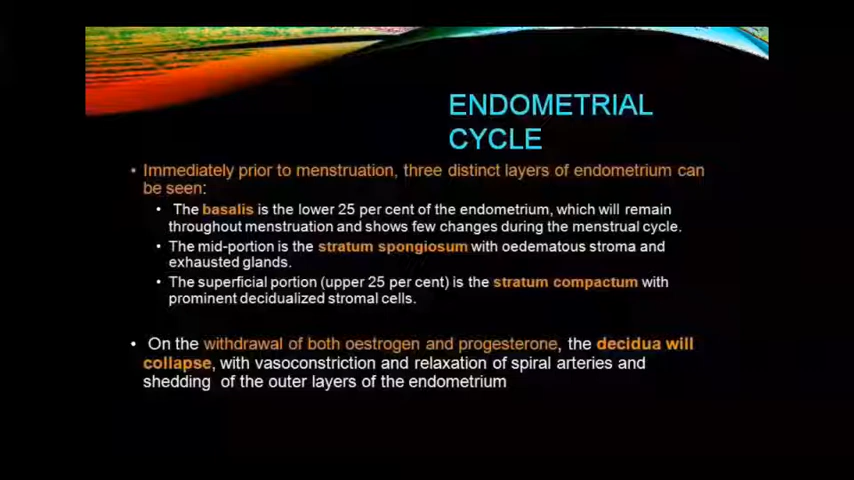 ENDOMETRIAL
CYCLE
• Immediately prior to menstruation, three distinct layers of endometrium can
be seen:
• The basalis is the lower 25 per cent of the endometrium, which will remain
throughout menstruation and shows few changes during the menstrual cycle.
• The mid-portion is the stratum spongiosum with oedematous stroma and
exhausted glands.
• The superficial portion (upper 25 per cent) is the stratum compactum with
prominent decidualized stromal cells.
• On the withdrawal of both oestrogen and progesterone, the decidua will
collapse, with vasoconstriction and relaxation of spiral arteries and
shedding of the outer layers of the endometrium